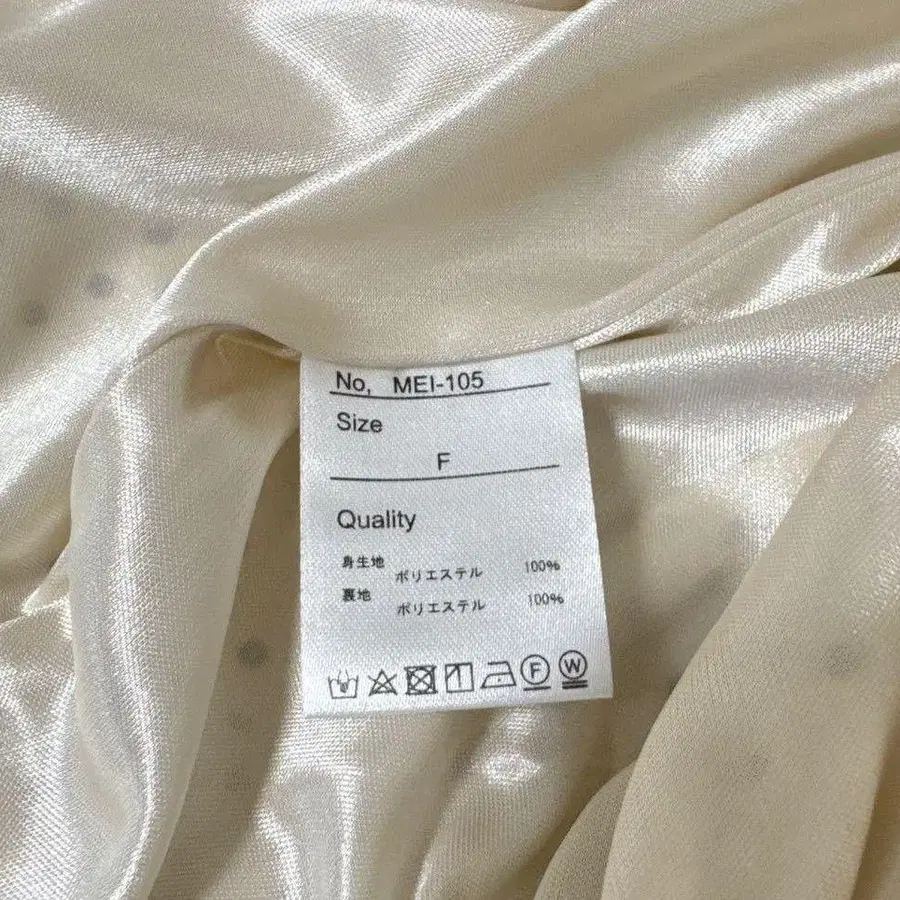 No, MEI-105
Size
F
Quality
身生地 ポリエステル 100%
裏地 ポリエステル 100%
F W